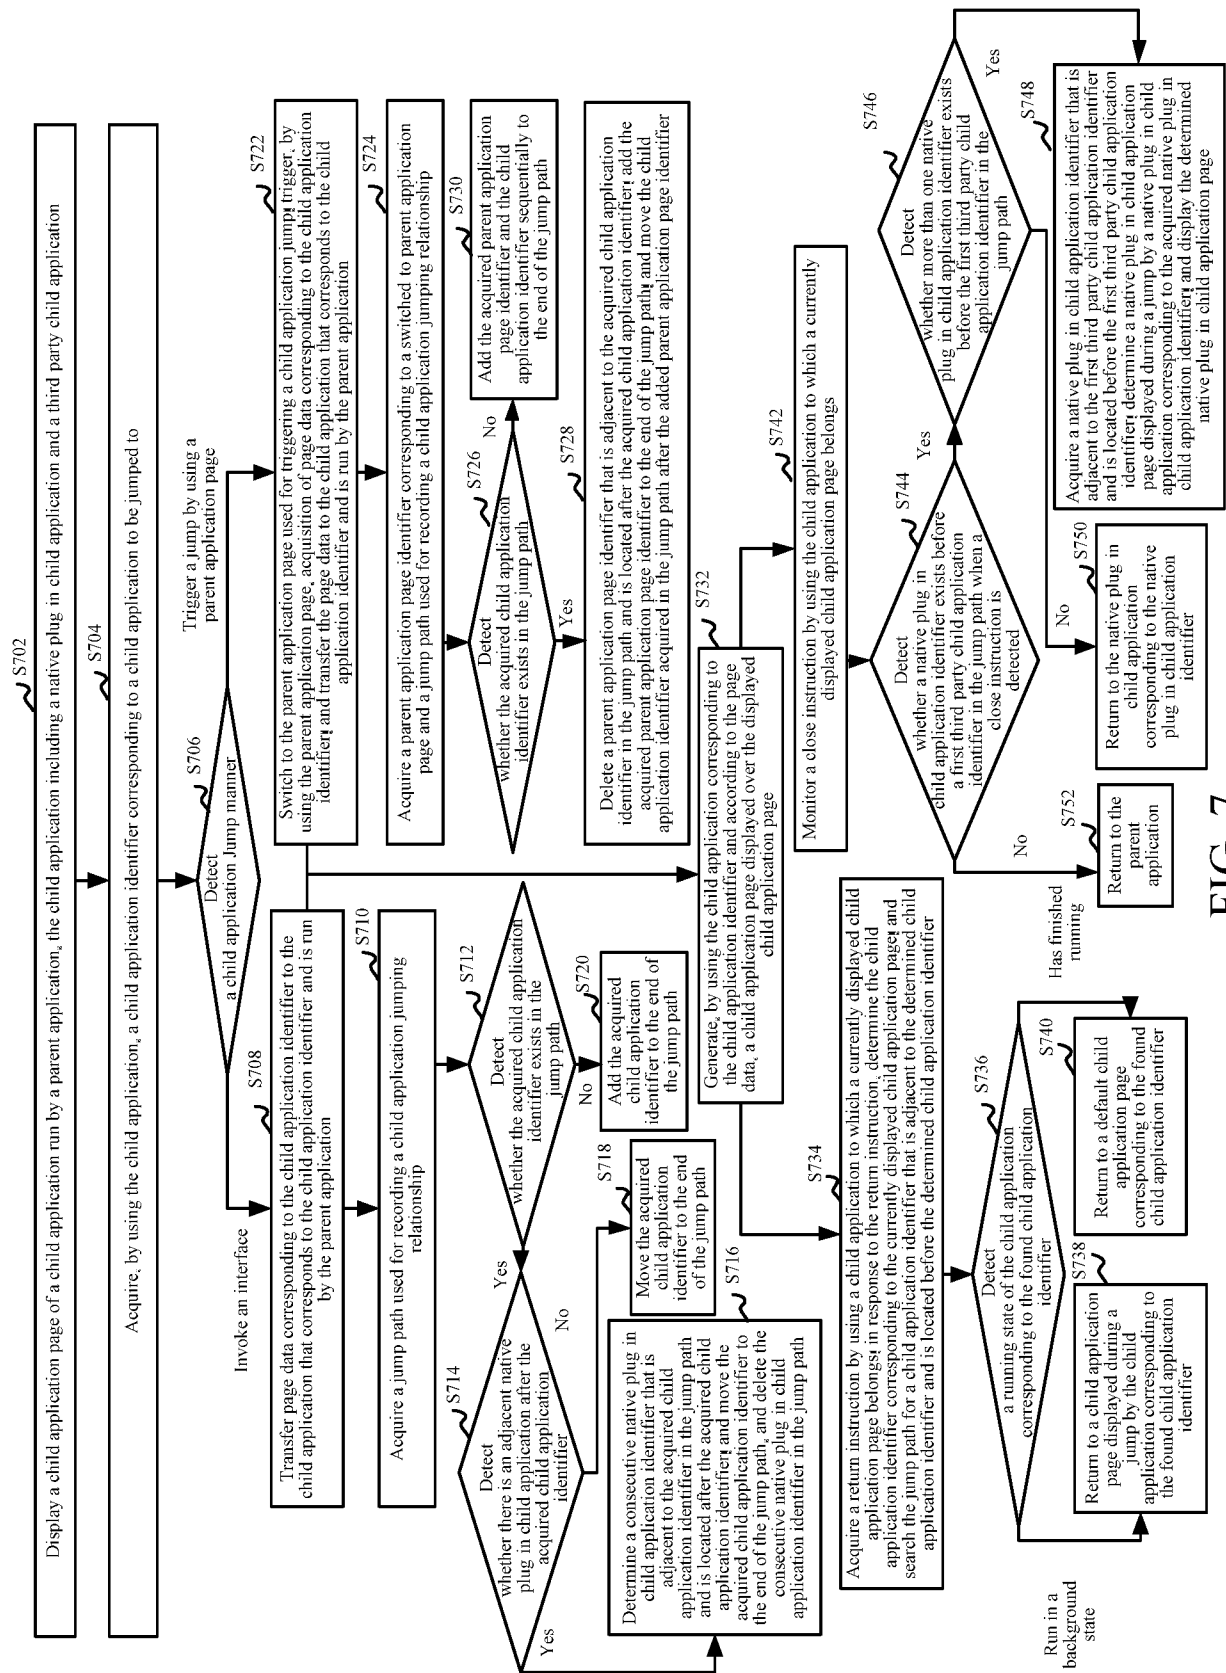 S702
Display a child application page of a child application run by a parent application, the child application including a native plug in child application and a third party child application
S704
Acquire, by using the child application, a child application identifier corresponding to a child application to be jumped to
S706
Detect
a child application Jump manner
Invoke an interface
Trigger a jump by using a
parent application page
S708
Transfer page data corresponding to the child application identifier to the
child application that corresponds to the child application identifier and is run
by the parent application
S710
Acquire a jump path used for recording a child application jumping
relationship
S712
Detect
whether the acquired child application
identifier exists in the
jump path
Yes
No
S714
Detect
whether there is an adjacent native
plug in child application after the
acquired child application
identifier
Yes
No
S716
Determine a consecutive native plug in
child application identifier that is
adjacent to the acquired child
application identifier in the jump path
and is located after the acquired child
application identifier; and move the
acquired child application identifier to
the end of the jump path, and delete the
consecutive native plug in child
application identifier in the jump path
S718
Move the acquired
child application
identifier to the end
of the jump path
S720
Add the acquired
child application
identifier to the end of
the jump path
S722
Switch to the parent application page used for triggering a child application jump; trigger, by
using the parent application page, acquisition of page data corresponding to the child application
identifier; and transfer the page data to the child application that corresponds to the child
application identifier and is run by the parent application
S724
Acquire a parent application page identifier corresponding to a switched to parent application
page and a jump path used for recording a child application jumping relationship
S726
Detect
whether the acquired child application
identifier exists in the jump path
No
Yes
S730
Add the acquired parent application
page identifier and the child
application identifier sequentially to
the end of the jump path
S728
Delete a parent application page identifier that is adjacent to the acquired child application
identifier in the jump path and is located after the acquired child application identifier; add the
acquired parent application page identifier to the end of the jump path; and move the child
application identifier acquired in the jump path after the added parent application page identifier
S732
Generate, by using the child application corresponding to
the child application identifier and according to the page
data, a child application page displayed over the displayed
child application page
S734
Acquire a return instruction by using a child application to which a currently displayed child
application page belongs; in response to the return instruction, determine the child
application identifier corresponding to the currently displayed child application page; and
search the jump path for a child application identifier that is adjacent to the determined child
application identifier and is located before the determined child application identifier
S736
Detect
a running state of the child application
corresponding to the found child application
identifier
Run in a
background
state
Has finished
running
S738
Return to a child application
page displayed during a
jump by the child
application corresponding to
the found child application
identifier
S740
Return to a default child
application page
corresponding to the found
child application identifier
S742
Monitor a close instruction by using the child application to which a currently
displayed child application page belongs
S744
Detect
whether a native plug in
child application identifier exists before
a first third party child application
identifier in the jump path when a
close instruction is
detected
Yes
No
S746
Detect
whether more than one native
plug in child application identifier exists
before the first third party child
application identifier in the
jump path
Yes
No
S748
Acquire a native plug in child application identifier that is
adjacent to the first third party child application identifier
and is located before the first third party child application
identifier; determine a native plug in child application
page displayed during a jump by a native plug in child
application corresponding to the acquired native plug in
child application identifier; and display the determined
native plug in child application page
S750
Return to the native plug in
child application
corresponding to the native
plug in child application
identifier
S752
Return to the
parent
application
FIG. 7